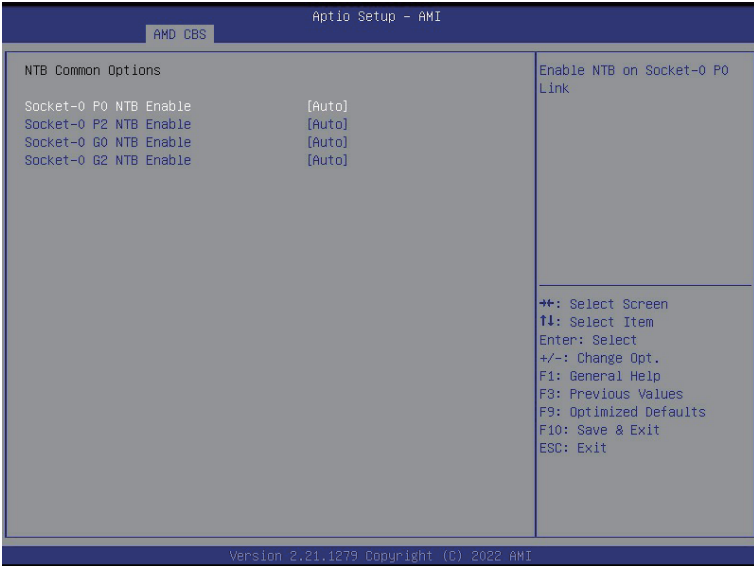 Aptio Setup – AMI
AMD CBS
NTB Common Options
Socket-0 P0 NTB Enable [Auto]
Socket-0 P2 NTB Enable [Auto]
Socket-0 G0 NTB Enable [Auto]
Socket-0 G2 NTB Enable [Auto]
Enable NTB on Socket-0 P0
Link
→←: Select Screen
↑↓: Select Item
Enter: Select
+/-: Change Opt.
F1: General Help
F3: Previous Values
F9: Optimized Defaults
F10: Save & Exit
ESC: Exit
Version 2.21.1279 Copyright (C) 2022 AMI